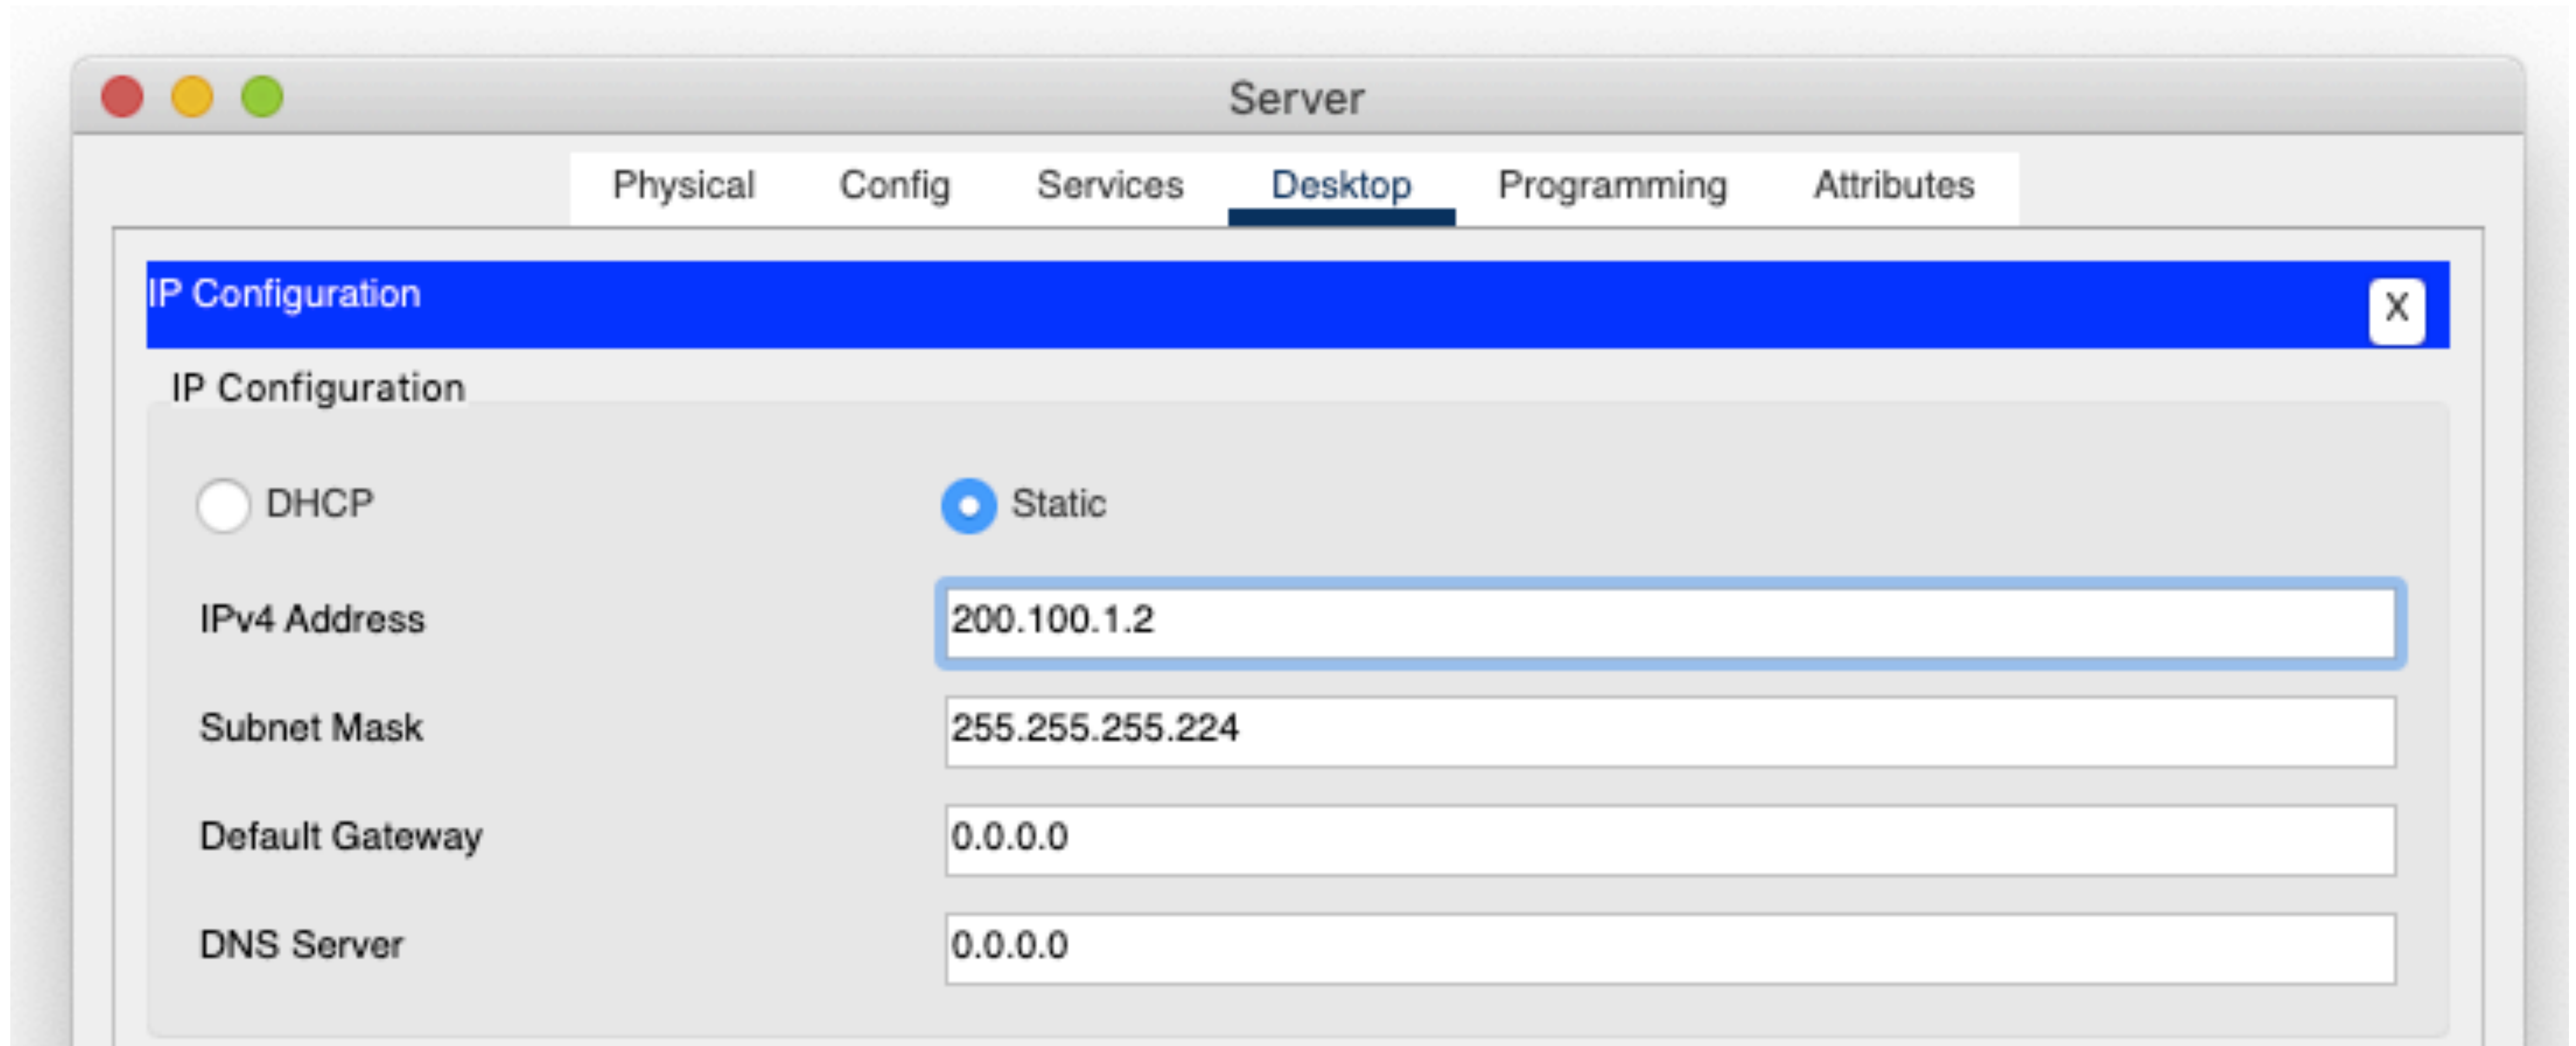 Server
Physical Config Services Desktop Programming Attributes
IP Configuration X
IP Configuration
DHCP Static
IPv4 Address 200.100.1.2
Subnet Mask 255.255.255.224
Default Gateway 0.0.0.0
DNS Server 0.0.0.0